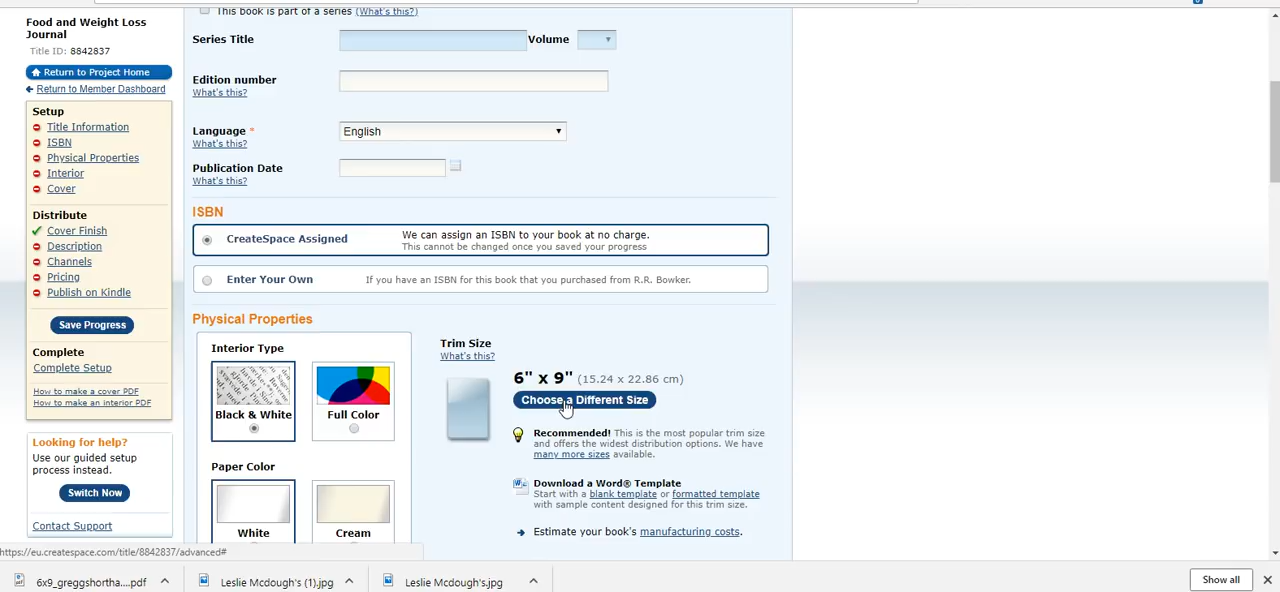 This book is part of a series (What's this?)
Food and Weight Loss
Journal
Title ID: 8842837
Return to Project Home
Return to Member Dashboard
Setup
Title Information
ISBN
Physical Properties
Interior
Cover
Distribute
Cover Finish
Description
Channels
Pricing
Publish on Kindle
Save Progress
Complete
Complete Setup
How to make a cover PDF
How to make an interior PDF
Looking for help?
Use our guided setup
process instead.
Switch Now
Contact Support
Series Title
Volume
Edition number
What's this?
Language *
English
What's this?
Publication Date
What's this?
ISBN
CreateSpace Assigned
We can assign an ISBN to your book at no charge.
This cannot be changed once you saved your progress
Enter Your Own
If you have an ISBN for this book that you purchased from R.R. Bowker.
Physical Properties
Interior Type
Black & White
Full Color
Paper Color
White
Cream
Trim Size
What's this?
6" x 9" (15.24 x 22.86 cm)
Choose a Different Size
Recommended! This is the most popular trim size
and offers the widest distribution options. We have
many more sizes available.
Download a Word® Template
Start with a blank template or formatted template
with sample content designed for this trim size.
Estimate your book's manufacturing costs.
https://eu.createspace.com/title/8842837/advanced#
6x9_greggshortha....pdf
Leslie Mcdough's (1).jpg
Leslie Mcdough's.jpg
Show all